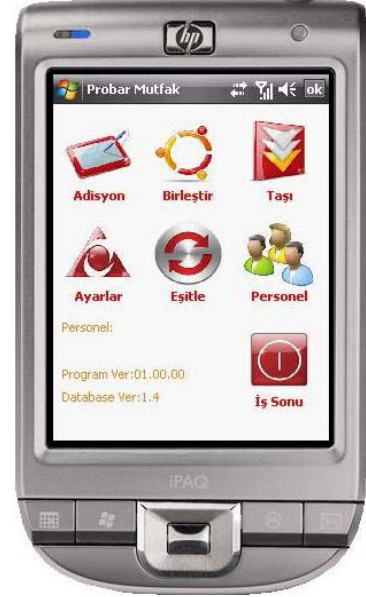 hp
Probar Mutfak ok
Adisyon Birleştir Taşı
Ayarlar Eşitle Personel
Personel:
Program Ver:01.00.00
Database Ver:1.4
İş Sonu
iPAQ